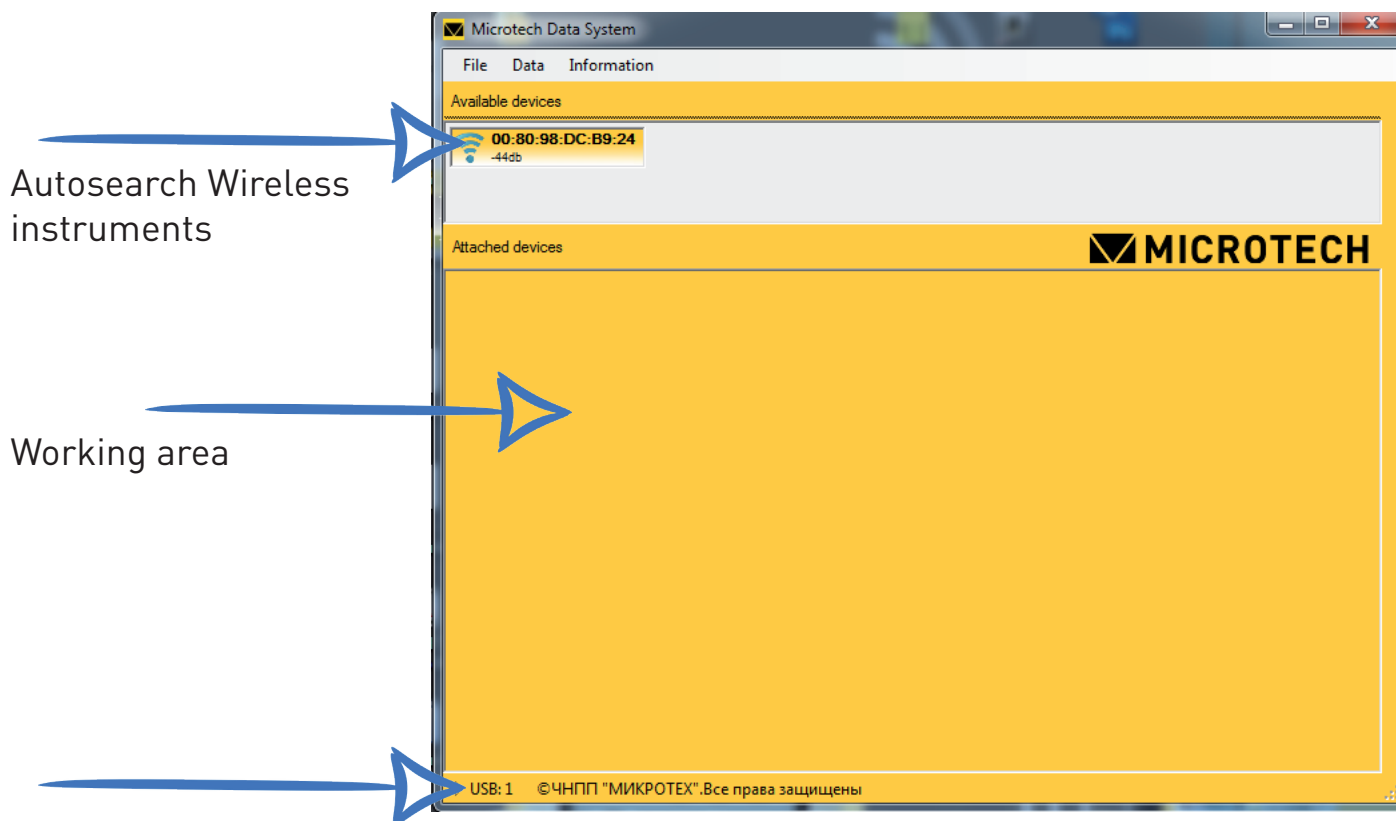 Microtech Data System
File Data Information
Available devices
00:80:98:DC:B9:24
-44db
Autosearch Wireless
instruments
Attached devices
MICROTECH
Working area
USB: 1 ©ЧНПП "МИКРОТЕХ".Все права защищены